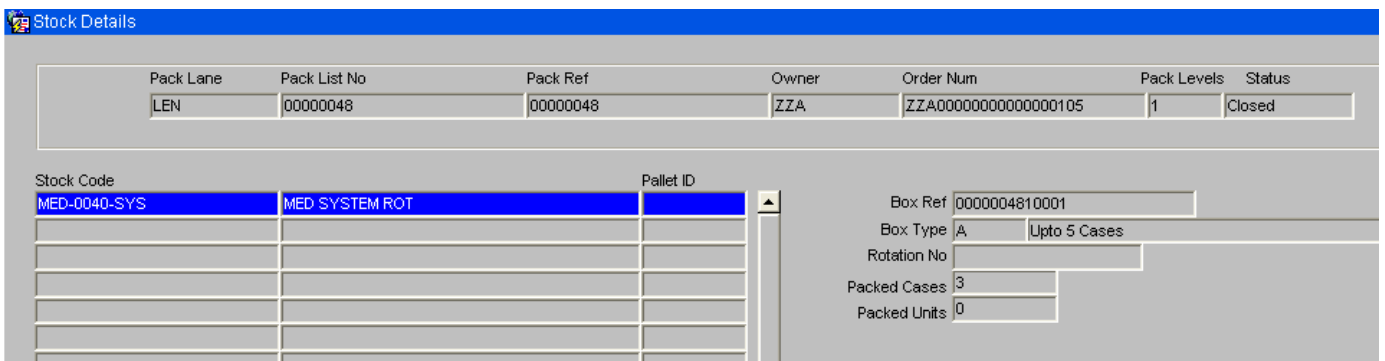 Stock Details
Pack Lane Pack List No Pack Ref Owner Order Num Pack Levels Status
LEN 00000048 00000048 ZZA ZZA00000000000000105 1 Closed
Stock Code Pallet ID
MED-0040-SYS MED SYSTEM ROT
Box Ref 0000004810001
Box Type A Upto 5 Cases
Rotation No
Packed Cases 3
Packed Units 0